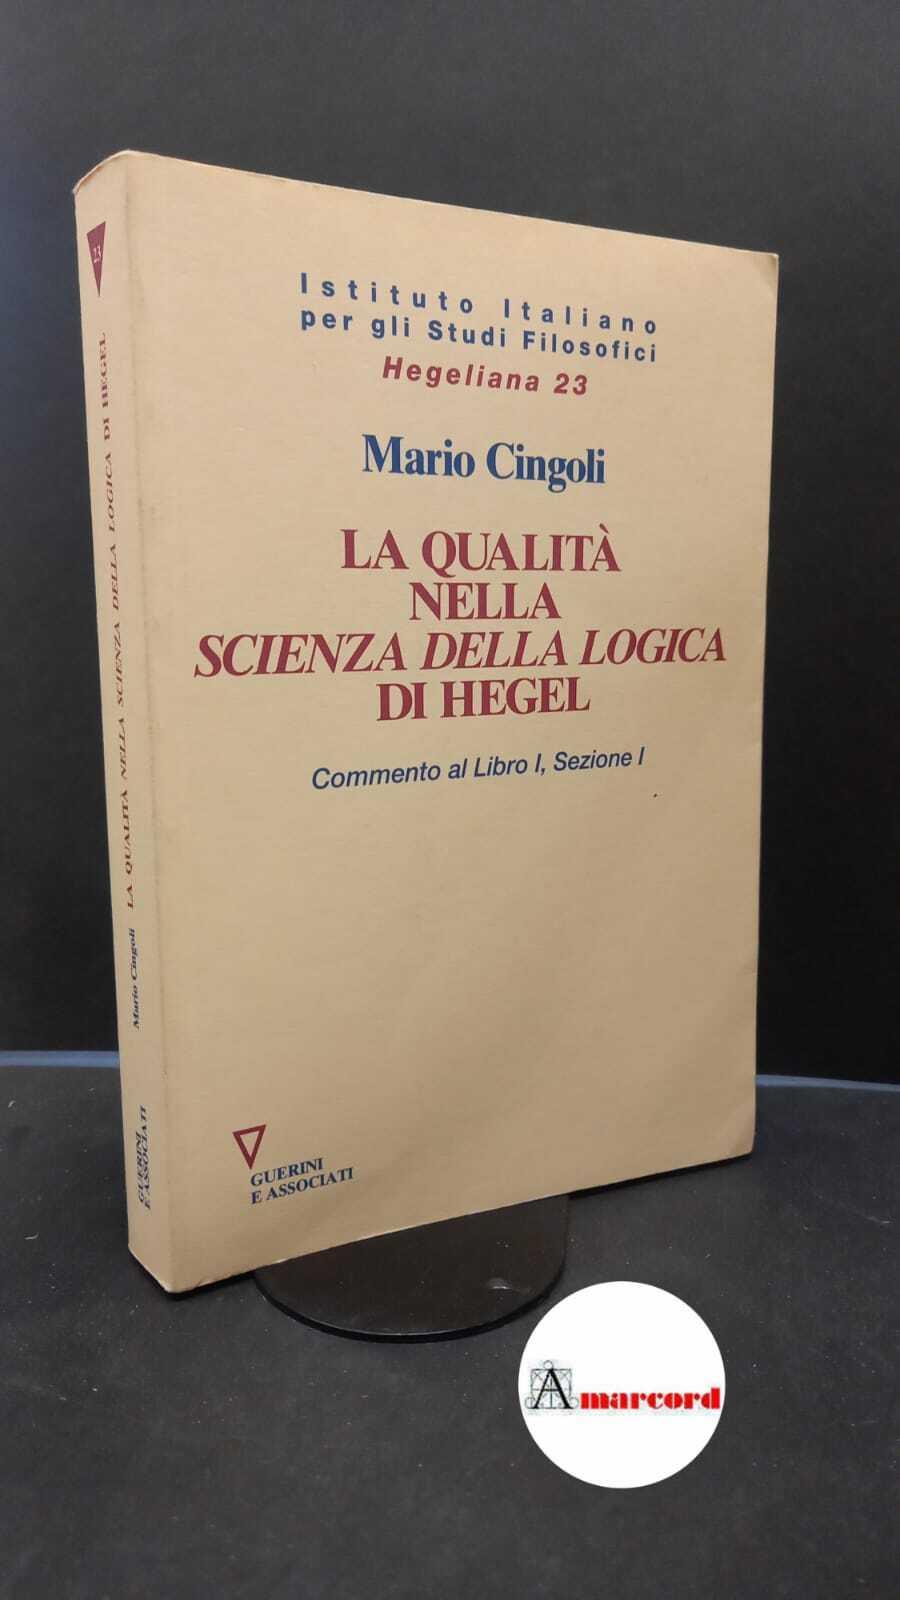 Istituto Italiano
per gli Studi Filosofici
Hegeliana 23
Mario Cingoli
LA QUALITÀ
NELLA
SCIENZA DELLA LOGICA
DI HEGEL
Commento al Libro I, Sezione I
GUERINI
E ASSOCIATI
23
Mario Cingoli LA QUALITÀ NELLA SCIENZA DELLA LOGICA DI HEGEL
GUERINI
E ASSOCIATI
Amarcord